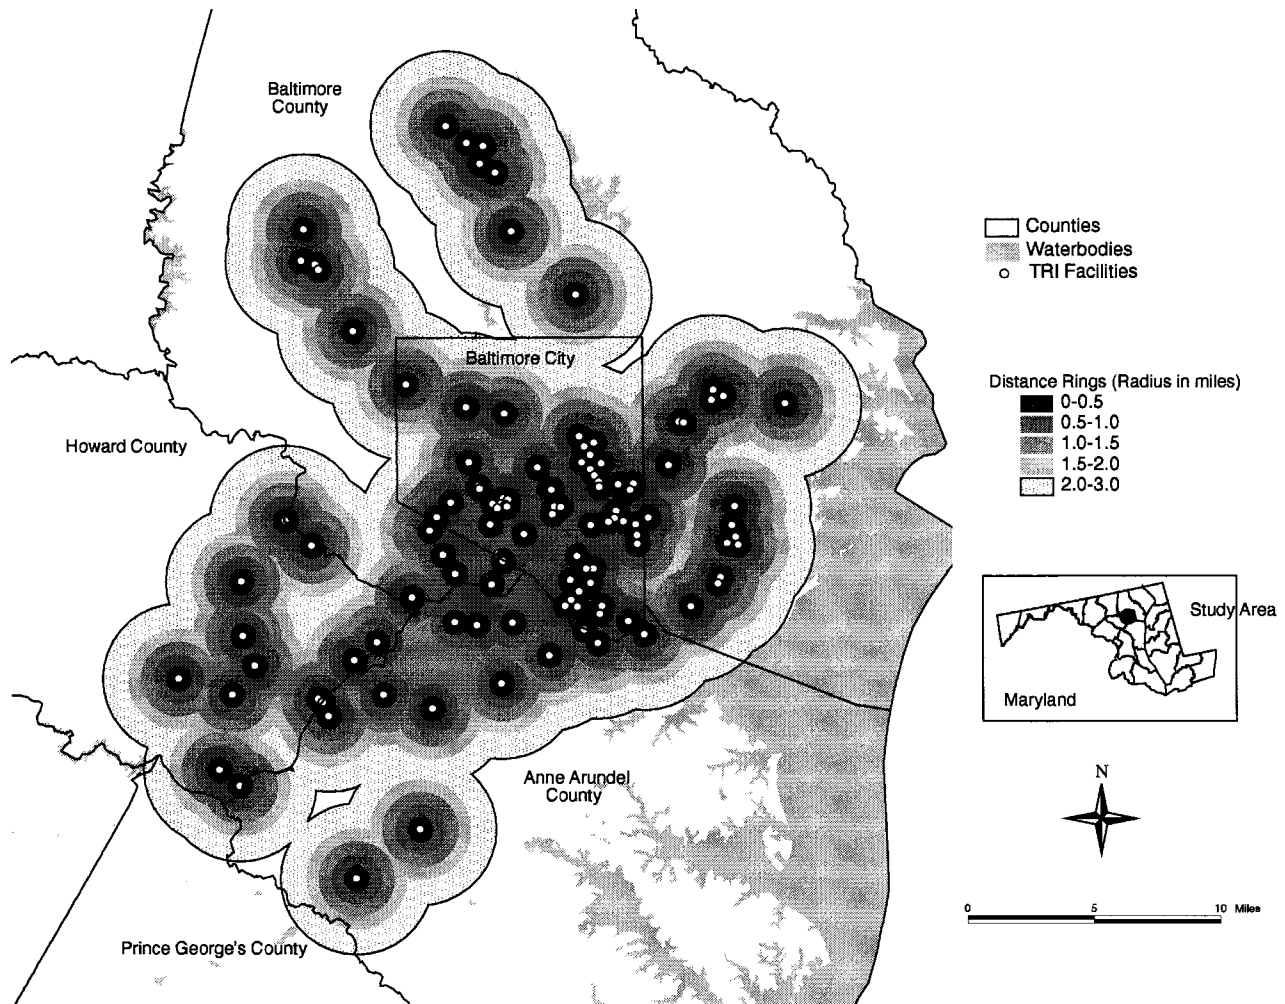 Baltimore
County
Counties
Waterbodies
TRI Facilities
Baltimore City
Distance Rings (Radius in miles)
0-0.5
0.5-1.0
1.0-1.5
1.5-2.0
2.0-3.0
Howard County
Study Area
Maryland
Anne Arundel
County
N
0 5 10 Miles
Prince George's County